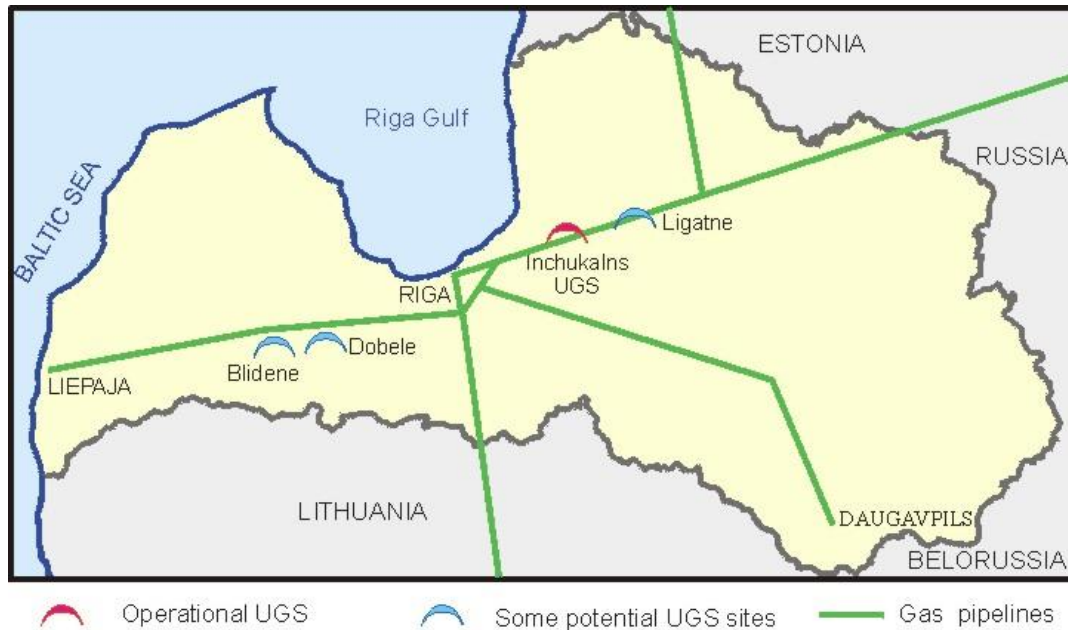 ESTONIA
Riga Gulf
RUSSIA
BALTIC SEA
Ligatne
Inchukalns
UGS
RIGA
Dobele
Blidene
LIEPAJA
LITHUANIA
DAUGAVPILS
BELORUSSIA
Operational UGS
Some potential UGS sites
Gas pipelines